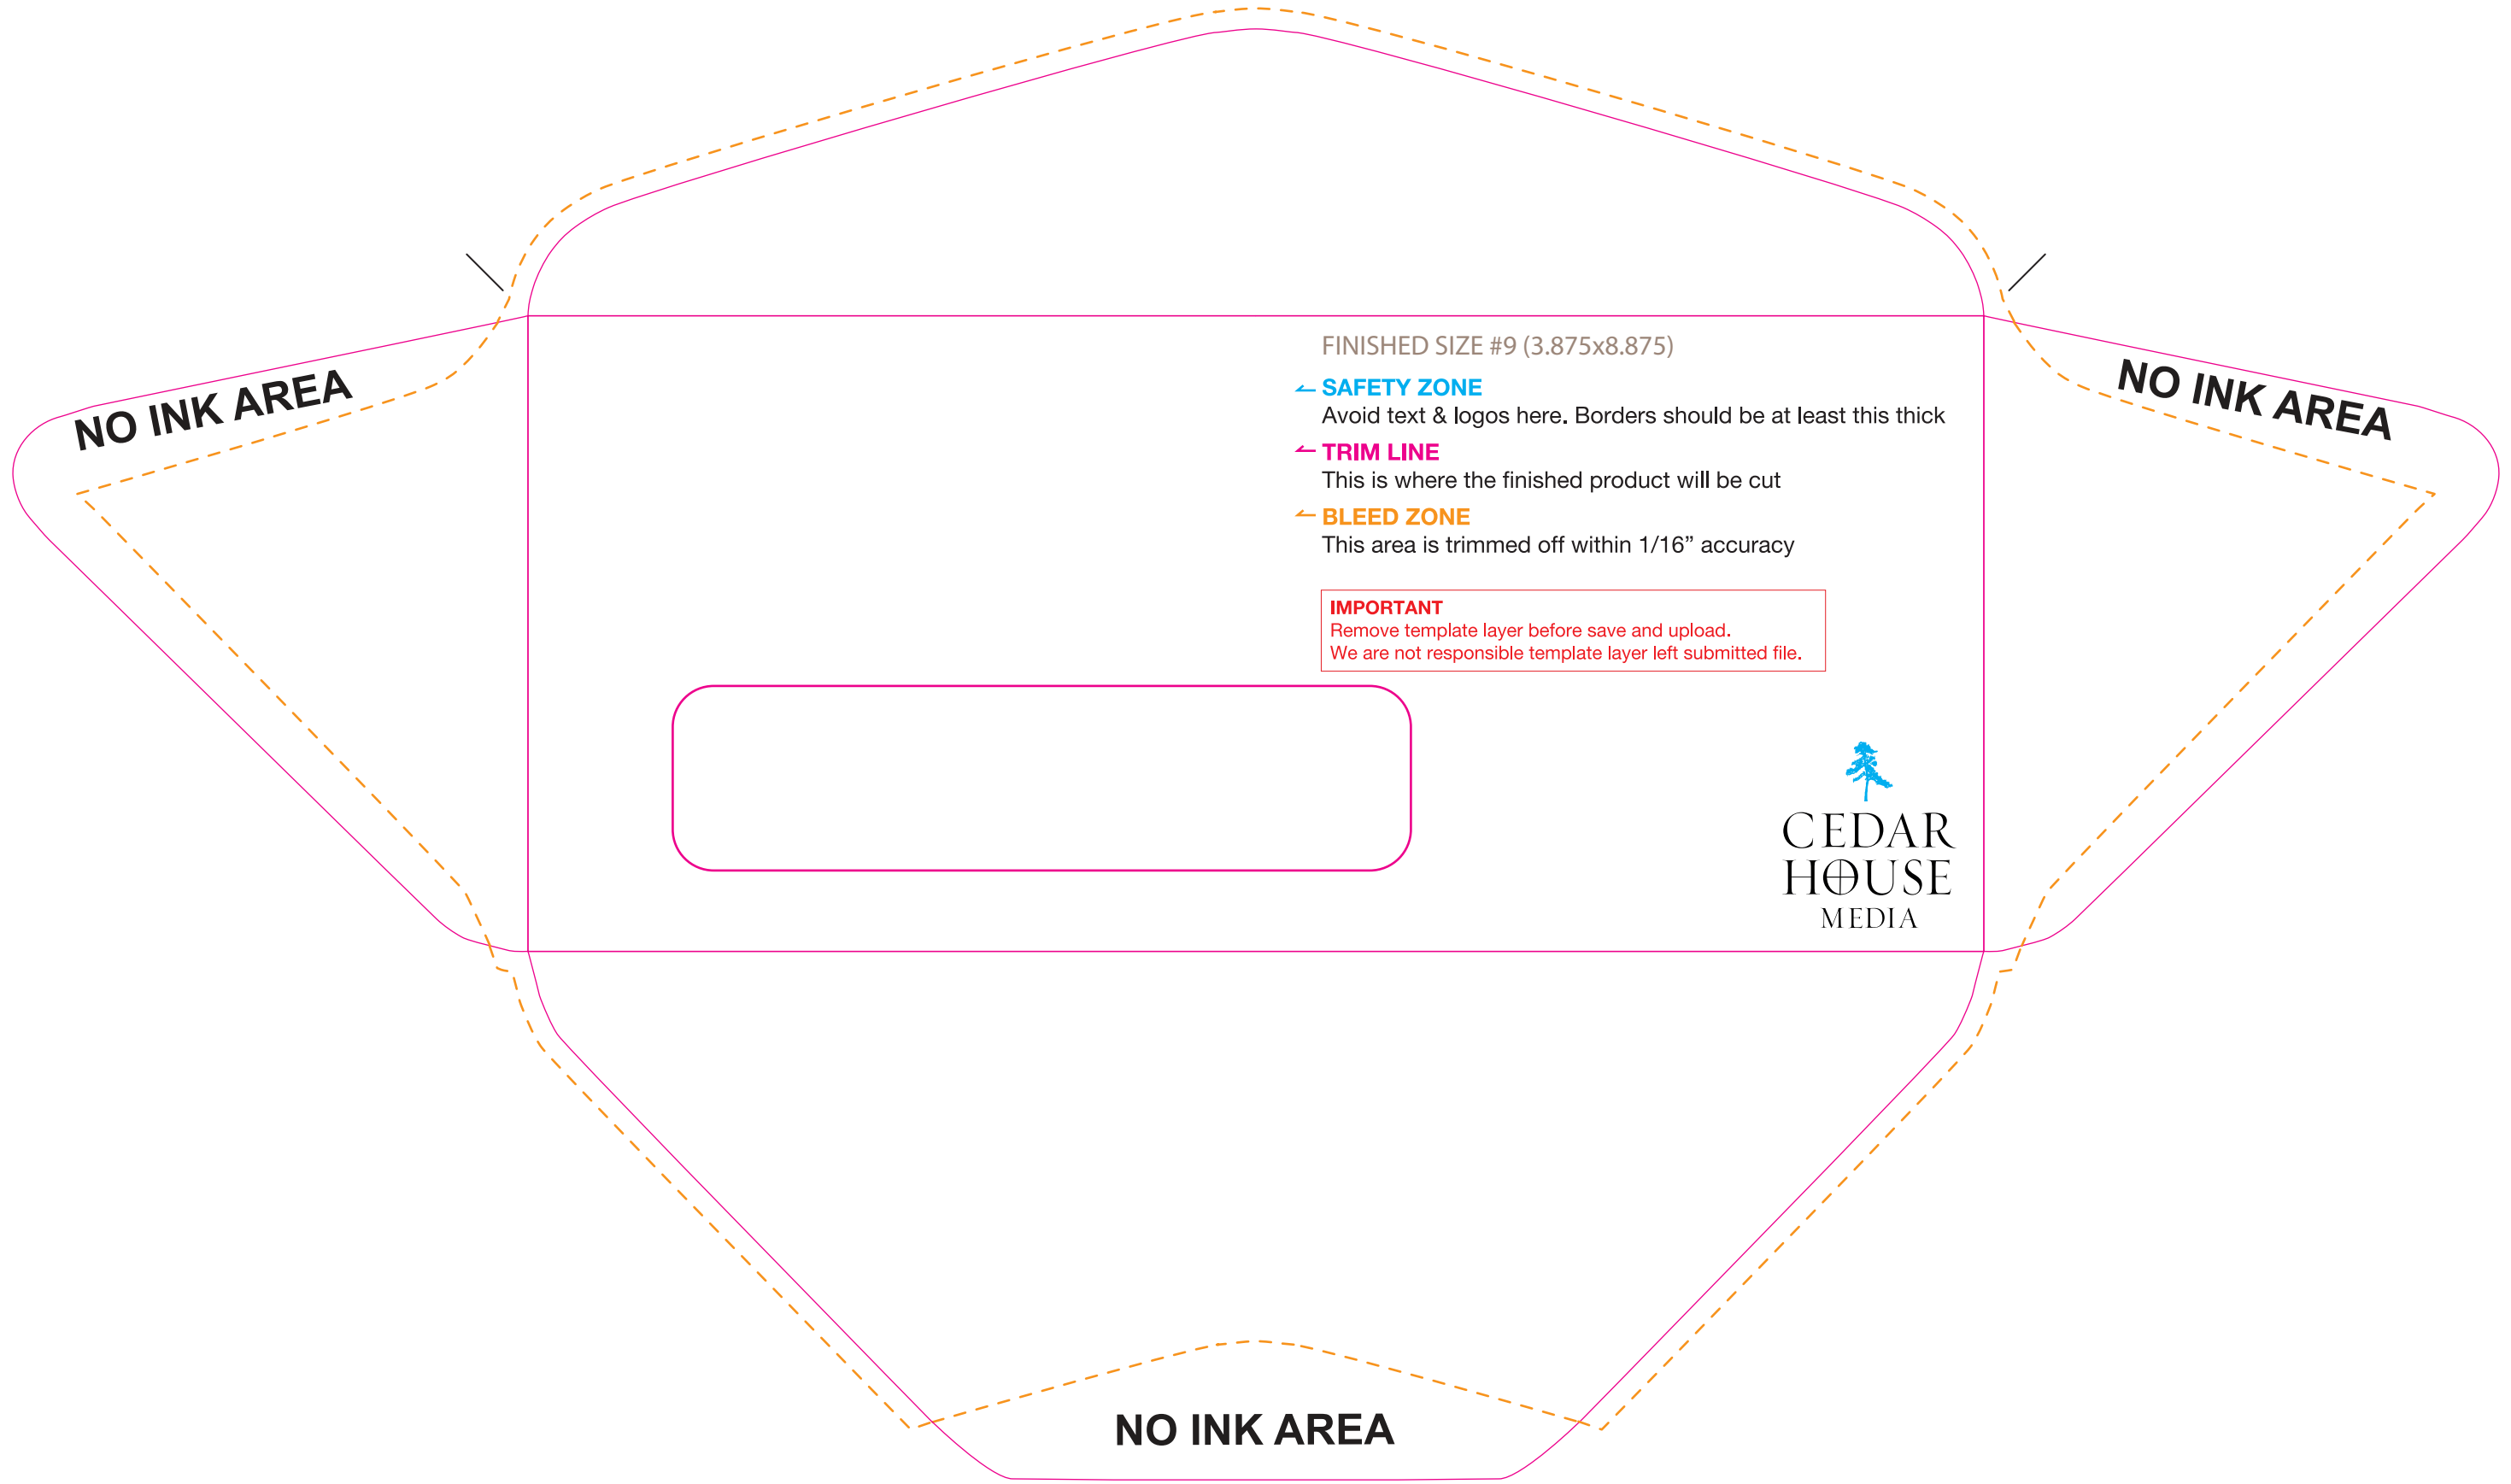 NO INK AREA
NO INK AREA
FINISHED SIZE #9 (3.875x8.875)
SAFETY ZONE
Avoid text & logos here. Borders should be at least this thick
TRIM LINE
This is where the finished product will be cut
BLEED ZONE
This area is trimmed off within 1/16” accuracy
IMPORTANT
Remove template layer before save and upload.
We are not responsible template layer left submitted file.
CEDAR
HOUSE
MEDIA
NO INK AREA